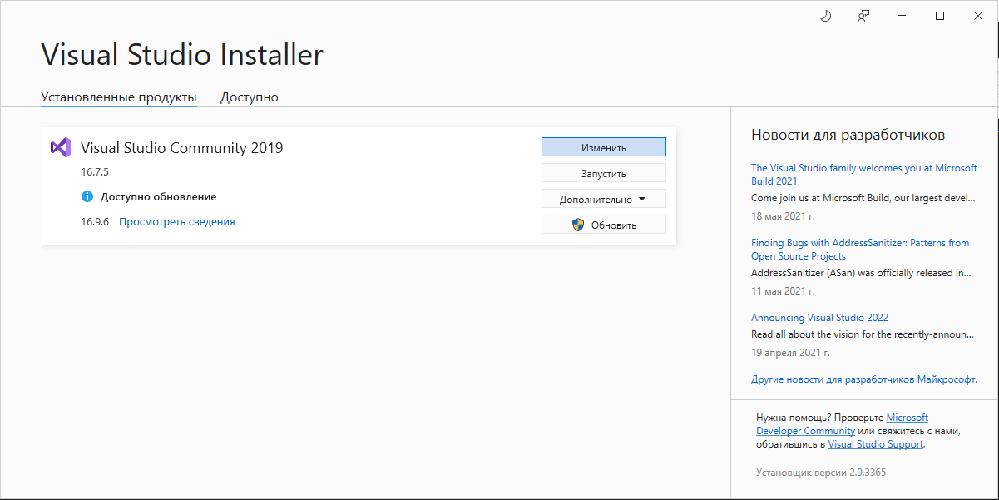 Visual Studio Installer
Установленные продукты
Доступно
Visual Studio Community 2019
16.7.5
Доступно обновление
16.9.6 Просмотреть сведения
Изменить
Запустить
Дополнительно
Обновить
Новости для разработчиков
The Visual Studio family welcomes you at Microsoft
Build 2021
Come join us at Microsoft Build, our largest devel...
18 мая 2021 г.
Finding Bugs with AddressSanitizer: Patterns from
Open Source Projects
AddressSanitizer (ASan) was officially released in...
11 мая 2021 г.
Announcing Visual Studio 2022
Read all about the vision for the recently-announ...
19 апреля 2021 г.
Другие новости для разработчиков Майкрософт.
Нужна помощь? Проверьте Microsoft
Developer Community или свяжитесь с нами,
обратившись в Visual Studio Support.
Установщик версии 2.9.3365